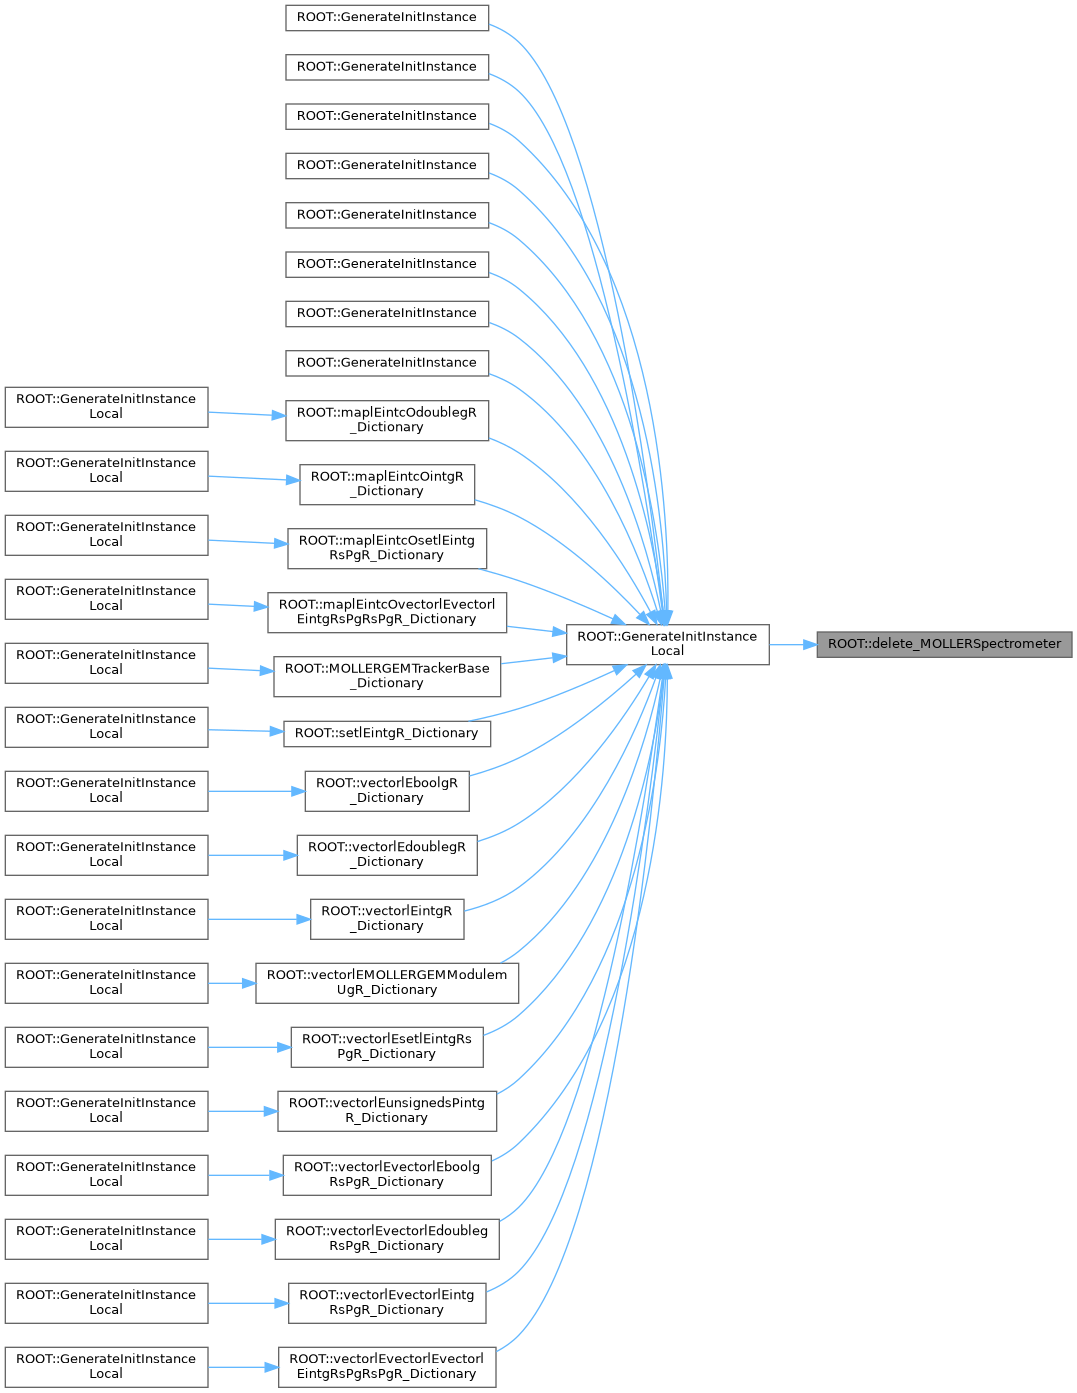 ROOT::GenerateInitInstance
ROOT::GenerateInitInstance
ROOT::GenerateInitInstance
ROOT::GenerateInitInstance
ROOT::GenerateInitInstance
ROOT::GenerateInitInstance
ROOT::GenerateInitInstance
ROOT::GenerateInitInstance
ROOT::GenerateInitInstance
Local
ROOT::maplEintcOdoublegR
_Dictionary
ROOT::GenerateInitInstance
Local
ROOT::maplEintcOintgR
_Dictionary
ROOT::GenerateInitInstance
Local
ROOT::maplEintcOsetlEintg
RsPgR_Dictionary
ROOT::GenerateInitInstance
Local
ROOT::maplEintcOvectorlEvectorl
EintgRsPgRsPgR_Dictionary
ROOT::GenerateInitInstance
Local
ROOT::delete_MOLLERSpectrometer
ROOT::GenerateInitInstance
Local
ROOT::MOLLERGEMTrackerBase
_Dictionary
ROOT::GenerateInitInstance
Local
ROOT::setlEintgR_Dictionary
ROOT::GenerateInitInstance
Local
ROOT::vectorlEboolgR
_Dictionary
ROOT::GenerateInitInstance
Local
ROOT::vectorlEdoublegR
_Dictionary
ROOT::GenerateInitInstance
Local
ROOT::vectorlEintgR
_Dictionary
ROOT::GenerateInitInstance
Local
ROOT::vectorlEMOLLERGEMModulem
UgR_Dictionary
ROOT::GenerateInitInstance
Local
ROOT::vectorlEsetlEintgRs
PgR_Dictionary
ROOT::GenerateInitInstance
Local
ROOT::vectorlEunsignedsPintg
R_Dictionary
ROOT::GenerateInitInstance
Local
ROOT::vectorlEvectorlEboolg
RsPgR_Dictionary
ROOT::GenerateInitInstance
Local
ROOT::vectorlEvectorlEdoubleg
RsPgR_Dictionary
ROOT::GenerateInitInstance
Local
ROOT::vectorlEvectorlEintg
RsPgR_Dictionary
ROOT::GenerateInitInstance
Local
ROOT::vectorlEvectorlEvectorl
EintgRsPgRsPgR_Dictionary